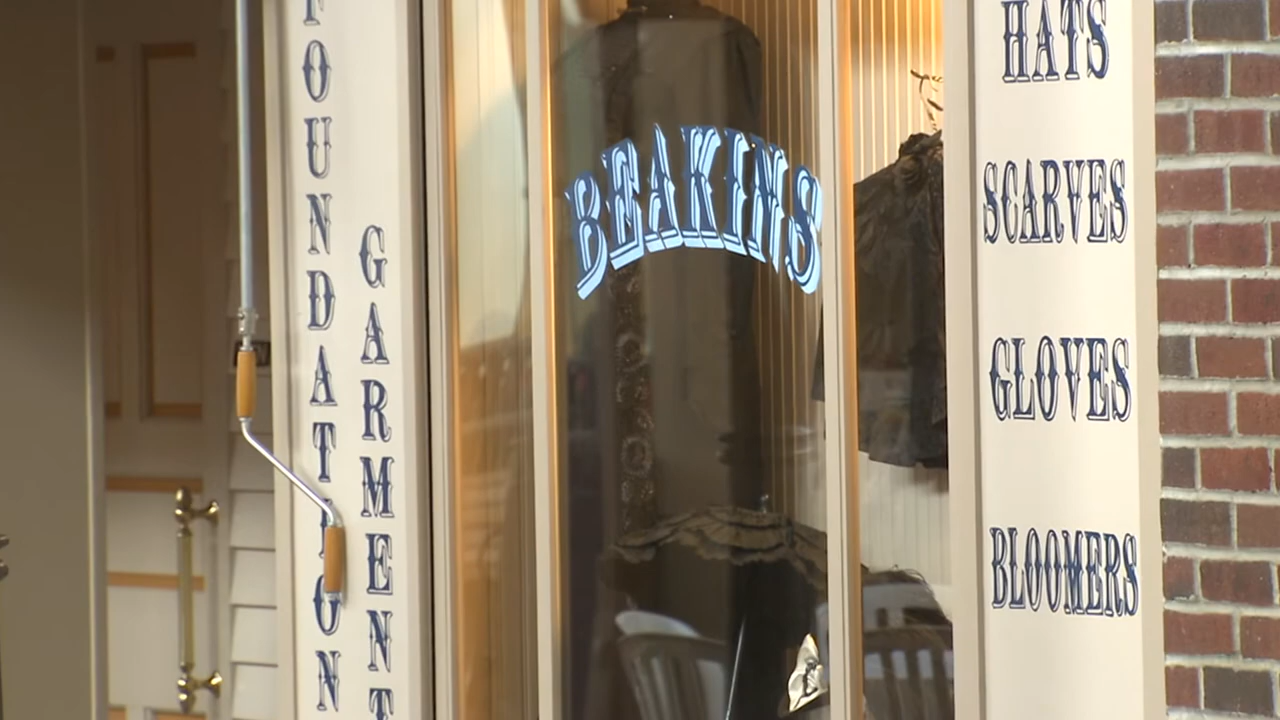 FOUNDATION
GARMENT
BEAKINS
HATS
SCARVES
GLOVES
BLOOMERS